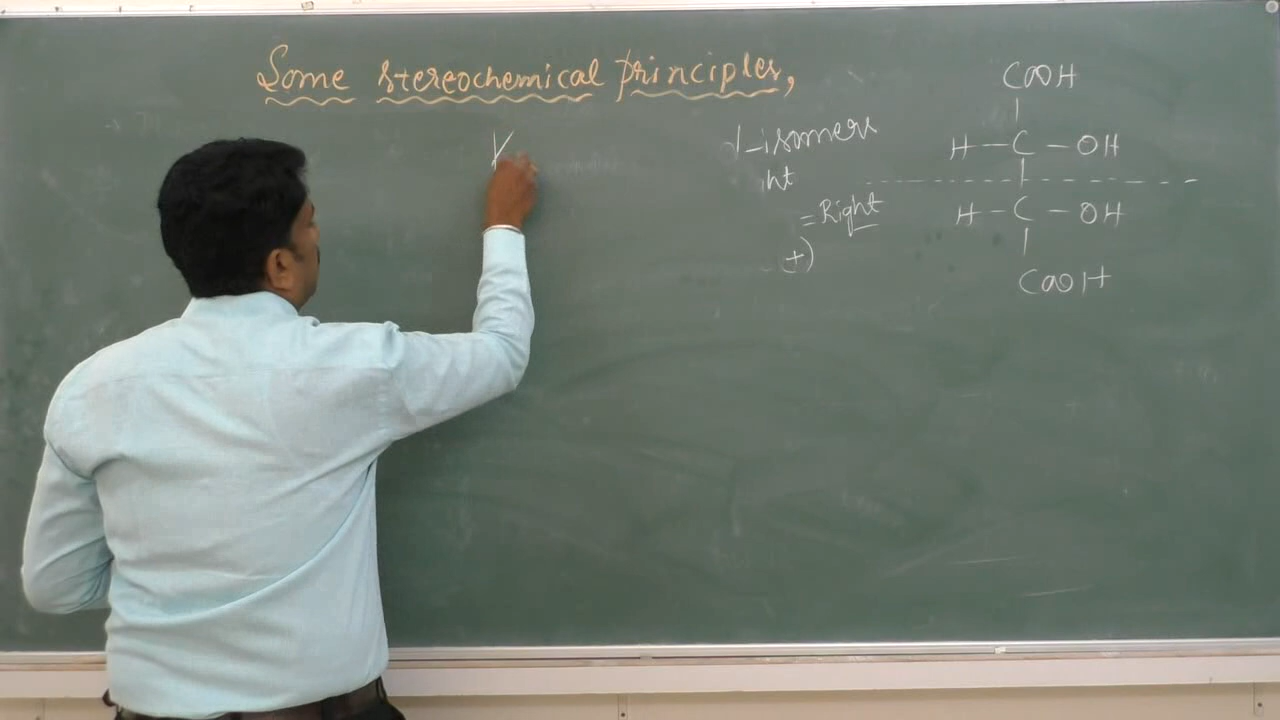 Some stereochemical principles,
d-isomers
= Right
+)
COOH
|
H — C — OH
|
H — C — OH
|
COOH